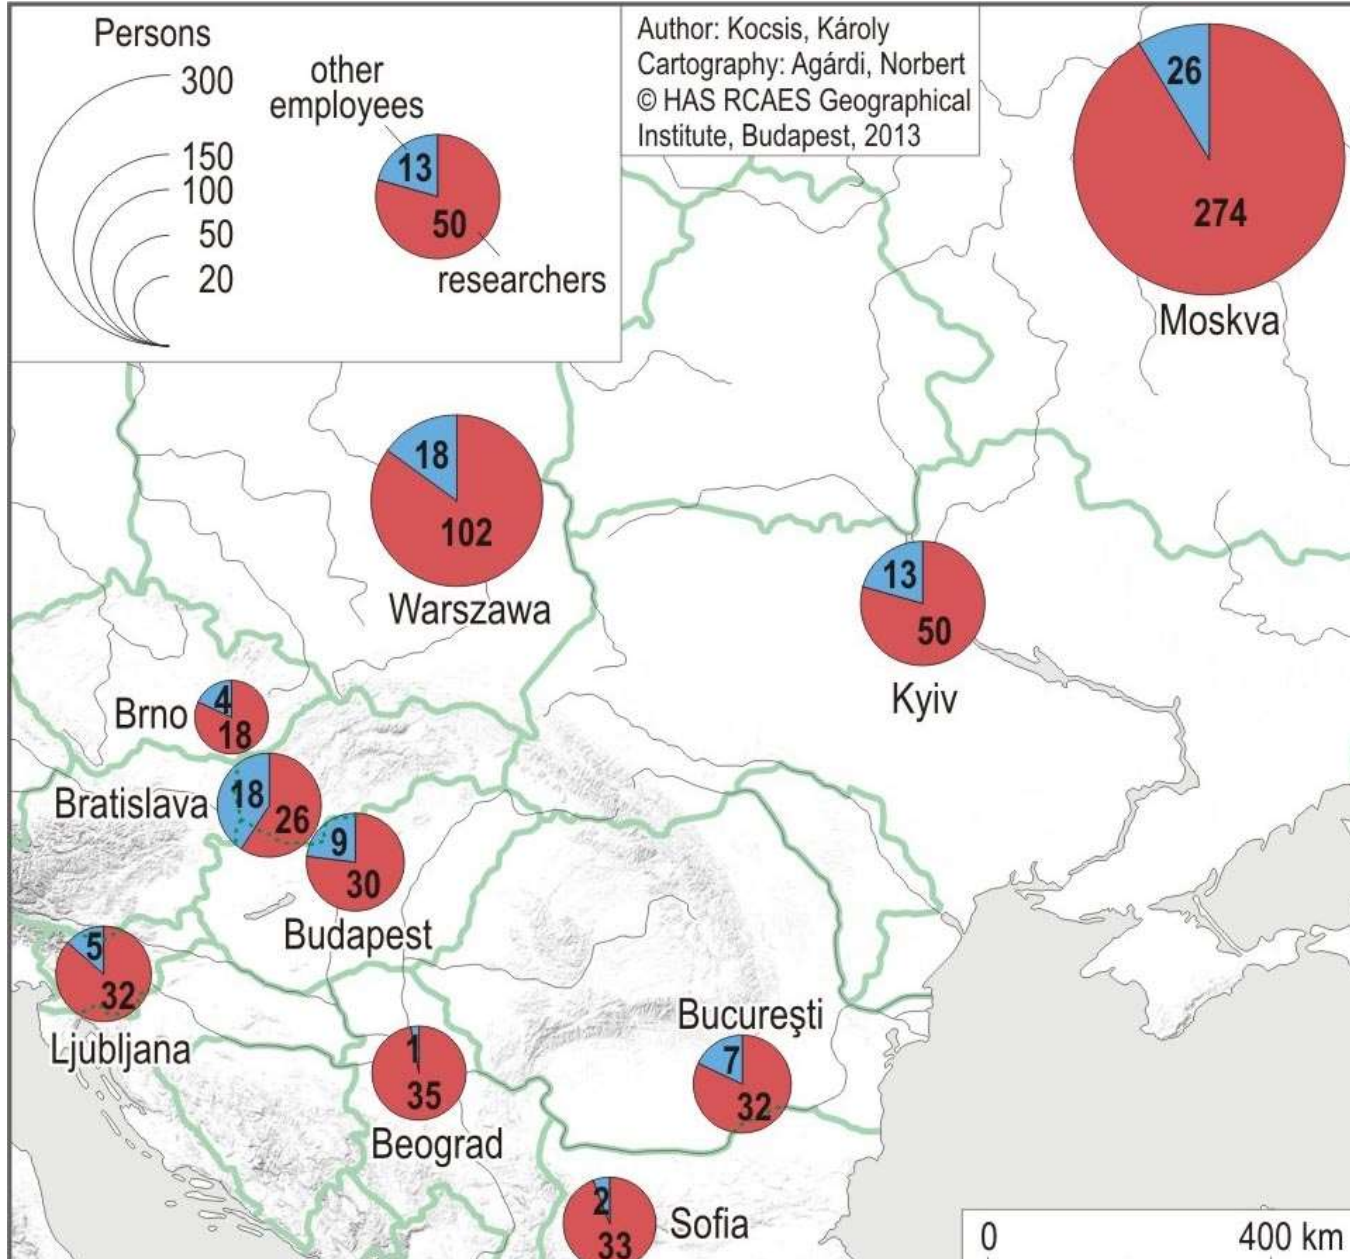 Persons
300
150
100
50
20
other
employees
13
50
researchers
Author: Kocsis, Károly
Cartography: Agárdi, Norbert
© HAS RCAES Geographical
Institute, Budapest, 2013
26
274
Moskva
18
102
Warszawa
13
50
Kyiv
4
Brno
18
Bratislava
18
26
9
30
Budapest
5
32
Ljubljana
1
35
Beograd
Bucureşti
7
32
2
33
Sofia
0 400 km